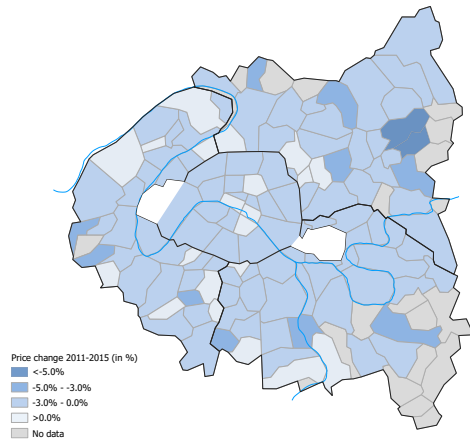 Price change 2011-2015 (in %)
<-5.0%
-5.0% - -3.0%
-3.0% - 0.0%
>0.0%
No data